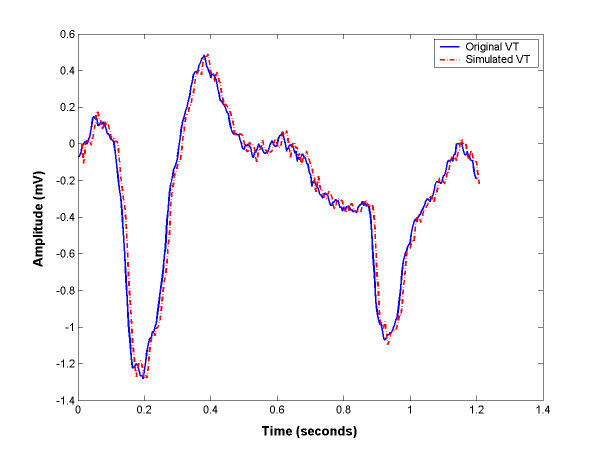 Original VT
Simulated VT
0.6
0.4
0.2
0
-0.2
-0.4
-0.6
-0.8
-1
-1.2
-1.4
Amplitude (mV)
0 0.2 0.4 0.6 0.8 1 1.2 1.4
Time (seconds)